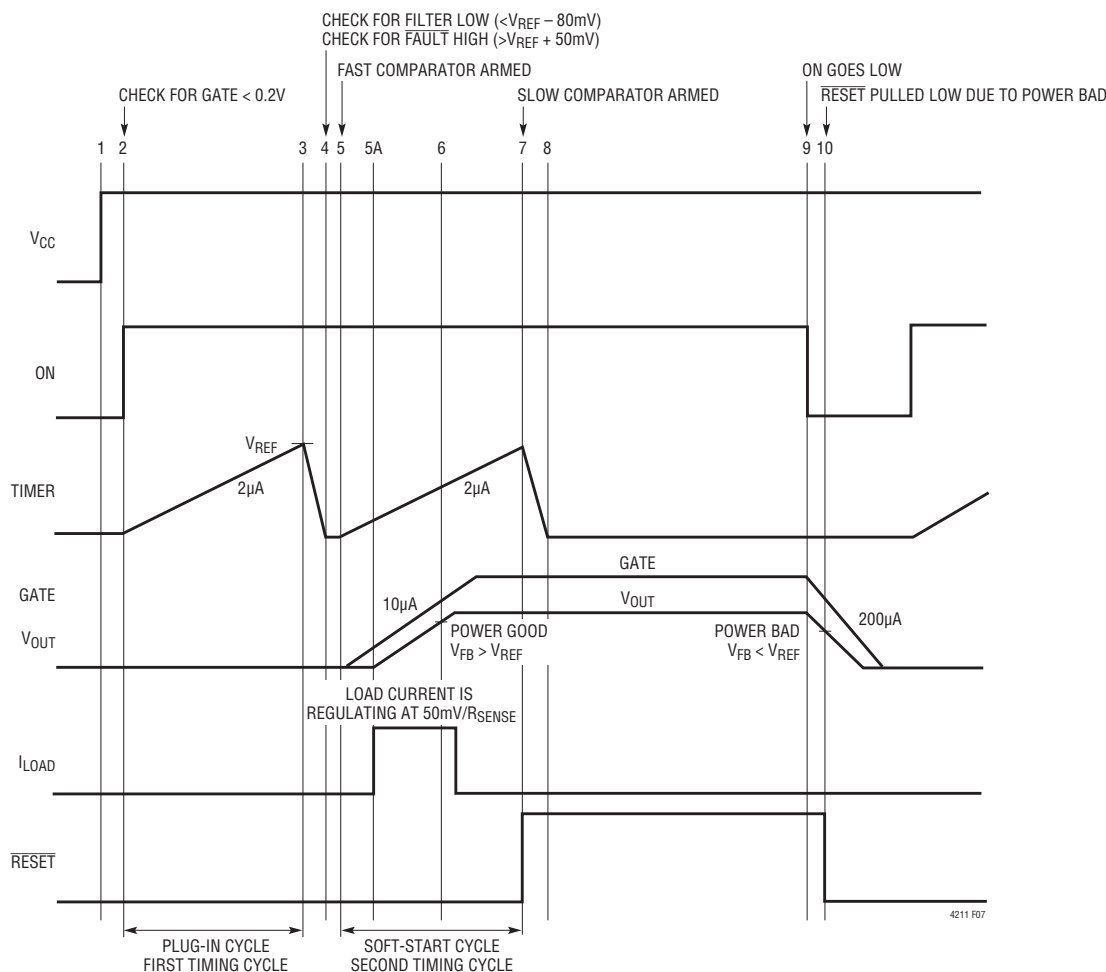 CHECK FOR FILTER LOW (<VREF – 80mV)
CHECK FOR FAULT HIGH (>VREF + 50mV)
FAST COMPARATOR ARMED
ON GOES LOW
CHECK FOR GATE < 0.2V
SLOW COMPARATOR ARMED
RESET PULLED LOW DUE TO POWER BAD
1 2 3 4 5 5A 6 7 8 9 10
VCC
ON
VREF
TIMER
2µA
2µA
GATE
GATE
10µA
VOUT
200µA
VOUT
POWER GOOD
VFB > VREF
POWER BAD
VFB < VREF
LOAD CURRENT IS
REGULATING AT 50mV/RSENSE
ILOAD
RESET
4211 F07
PLUG-IN CYCLE
FIRST TIMING CYCLE
SOFT-START CYCLE
SECOND TIMING CYCLE